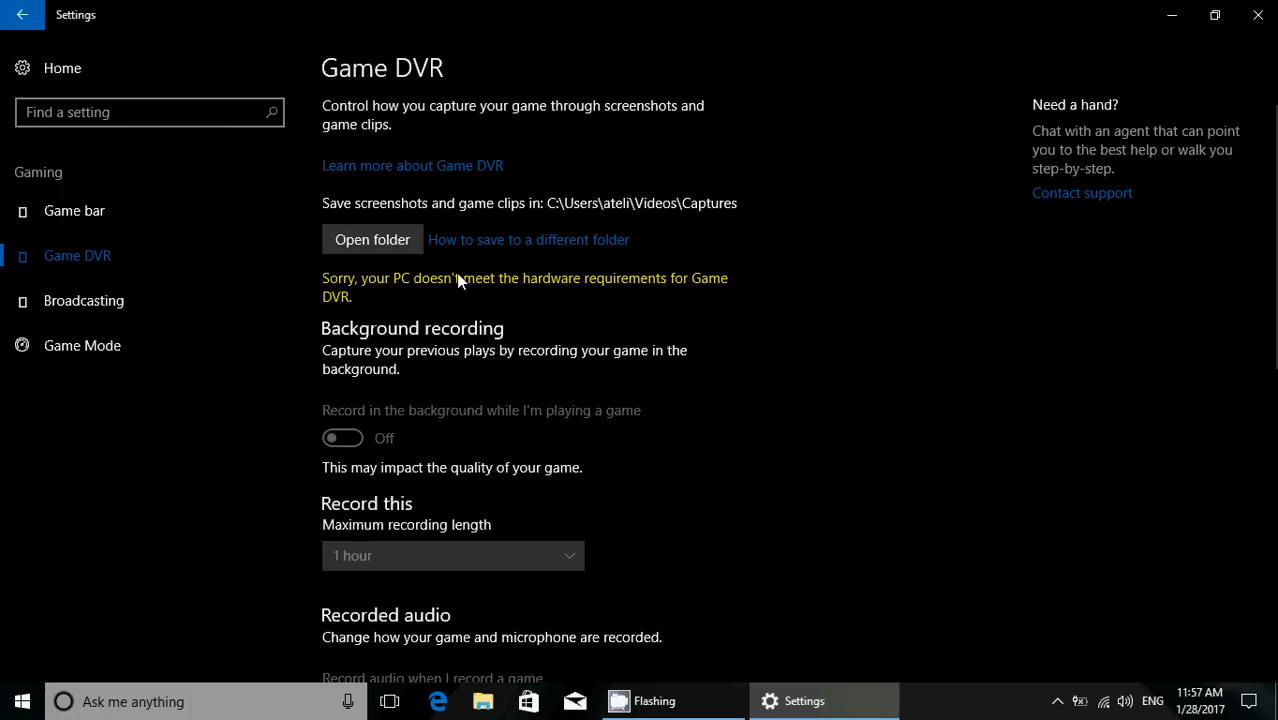 Settings
Home
Find a setting
Gaming
Game bar
Game DVR
Broadcasting
Game Mode
Game DVR
Control how you capture your game through screenshots and
game clips.
Learn more about Game DVR
Save screenshots and game clips in: C:\Users\ateli\Videos\Captures
Open folder
How to save to a different folder
Sorry, your PC doesn't meet the hardware requirements for Game
DVR.
Background recording
Capture your previous plays by recording your game in the
background.
Record in the background while I'm playing a game
Off
This may impact the quality of your game.
Record this
Maximum recording length
1 hour
Recorded audio
Change how your game and microphone are recorded.
Record audio when I record a game
Need a hand?
Chat with an agent that can point
you to the best help or walk you
step-by-step.
Contact support
Ask me anything
Flashing
Settings
ENG
11:57 AM
1/28/2017